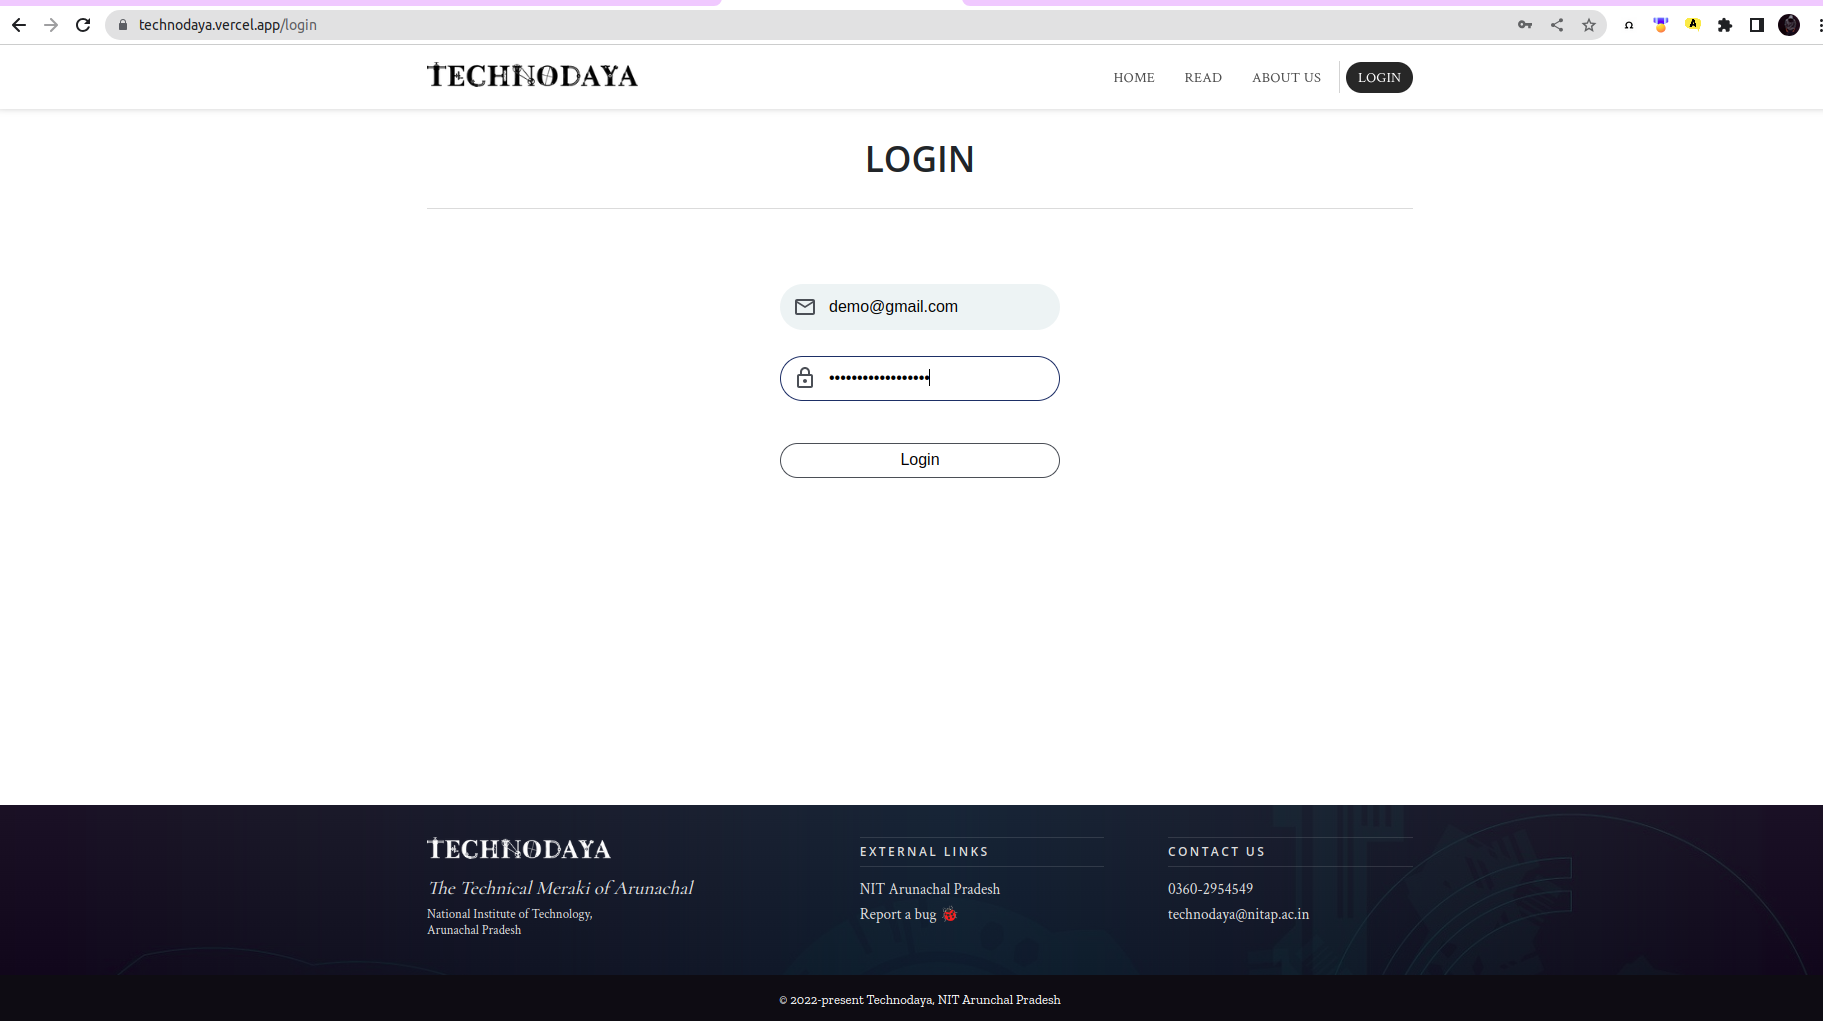 technodaya.vercel.app/login
TECHNODAYA
HOME
READ
ABOUT US
LOGIN
LOGIN
demo@gmail.com
••••••••••••••••••
Login
TECHNODAYA
The Technical Meraki of Arunachal
National Institute of Technology,
Arunachal Pradesh
EXTERNAL LINKS
NIT Arunachal Pradesh
Report a bug 🐞
CONTACT US
0360-2954549
technodaya@nitap.ac.in
© 2022-present Technodaya, NIT Arunchal Pradesh